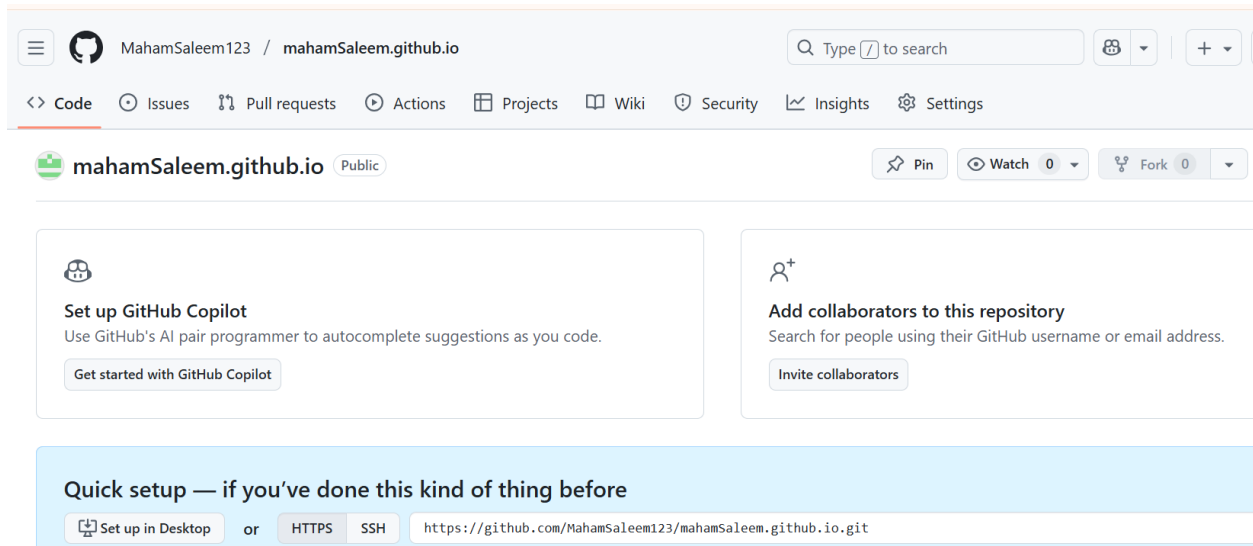 MahamSaleem123 / mahamSaleem.github.io
Type / to search
Code Issues Pull requests Actions Projects Wiki Security Insights Settings
mahamSaleem.github.io Public
Pin Watch 0 Fork 0
Set up GitHub Copilot
Use GitHub's AI pair programmer to autocomplete suggestions as you code.
Get started with GitHub Copilot
Add collaborators to this repository
Search for people using their GitHub username or email address.
Invite collaborators
Quick setup — if you’ve done this kind of thing before
Set up in Desktop or HTTPS SSH https://github.com/MahamSaleem123/mahamSaleem.github.io.git